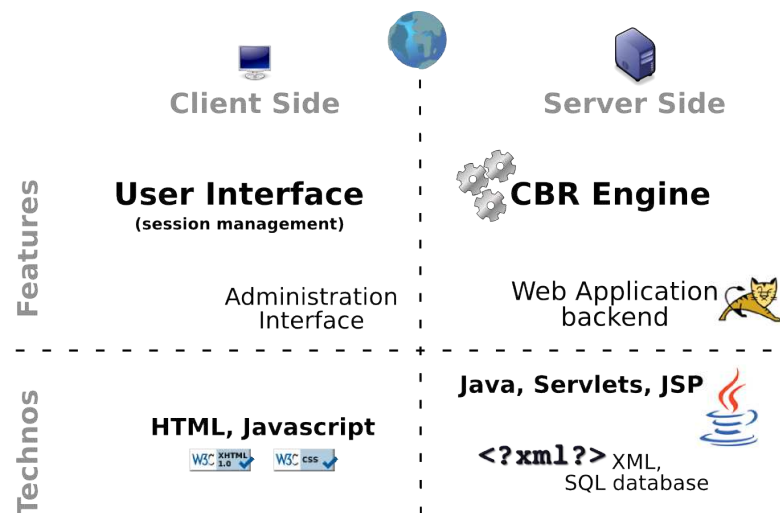 Client Side
Server Side
Features
User Interface
(session management)
CBR Engine
Administration
Interface
Web Application
backend
Technos
HTML, Javascript
W3C XHTML 1.0
W3C css
Java, Servlets, JSP
<?xml?> XML,
SQL database